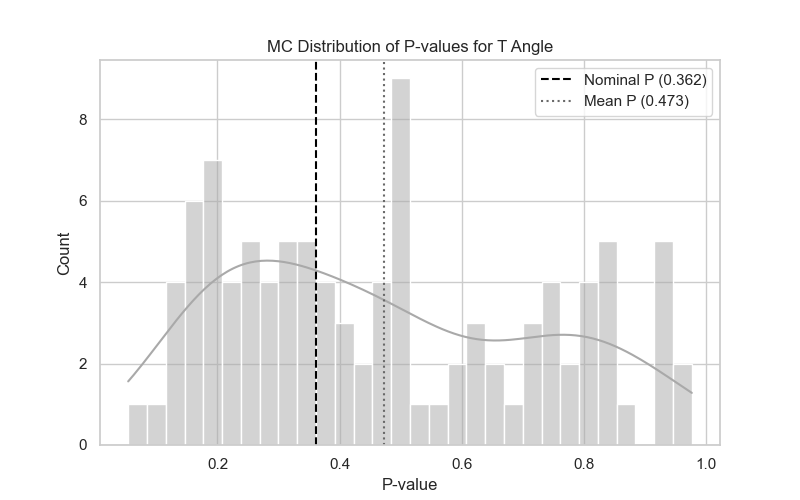 MC Distribution of P-values for T Angle
Nominal P (0.362)
Mean P (0.473)
Count
8
6
4
2
0
0.2 0.4 0.6 0.8 1.0
P-value